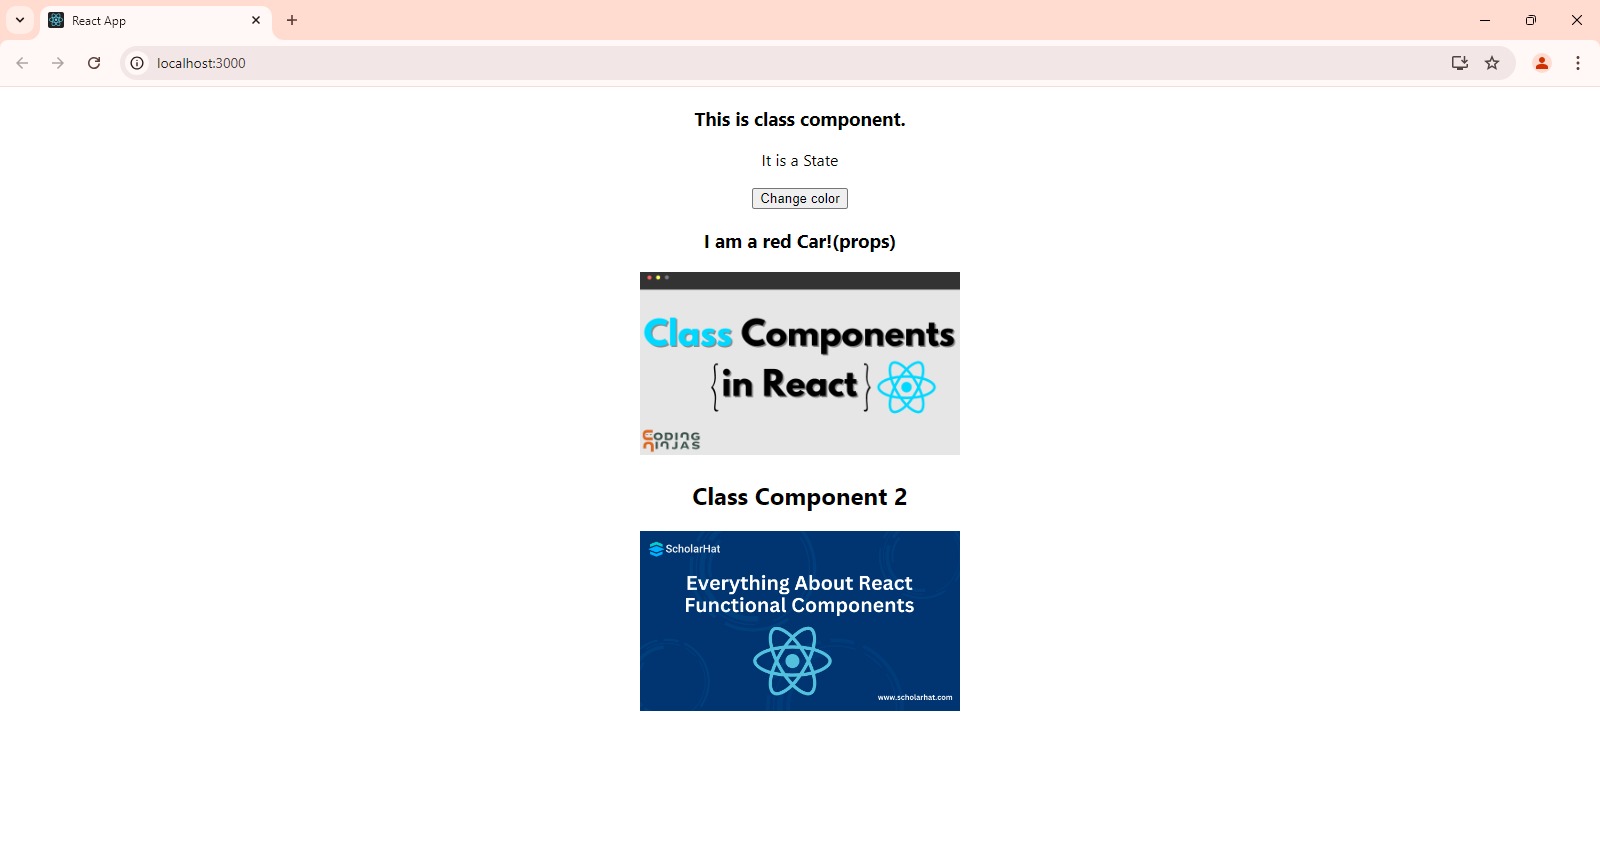 React App
localhost:3000
This is class component.
It is a State
Change color
I am a red Car!(props)
Class Components
{in React}
CODING
NINJAS
Class Component 2
ScholarHat
Everything About React
Functional Components
www.scholarhat.com